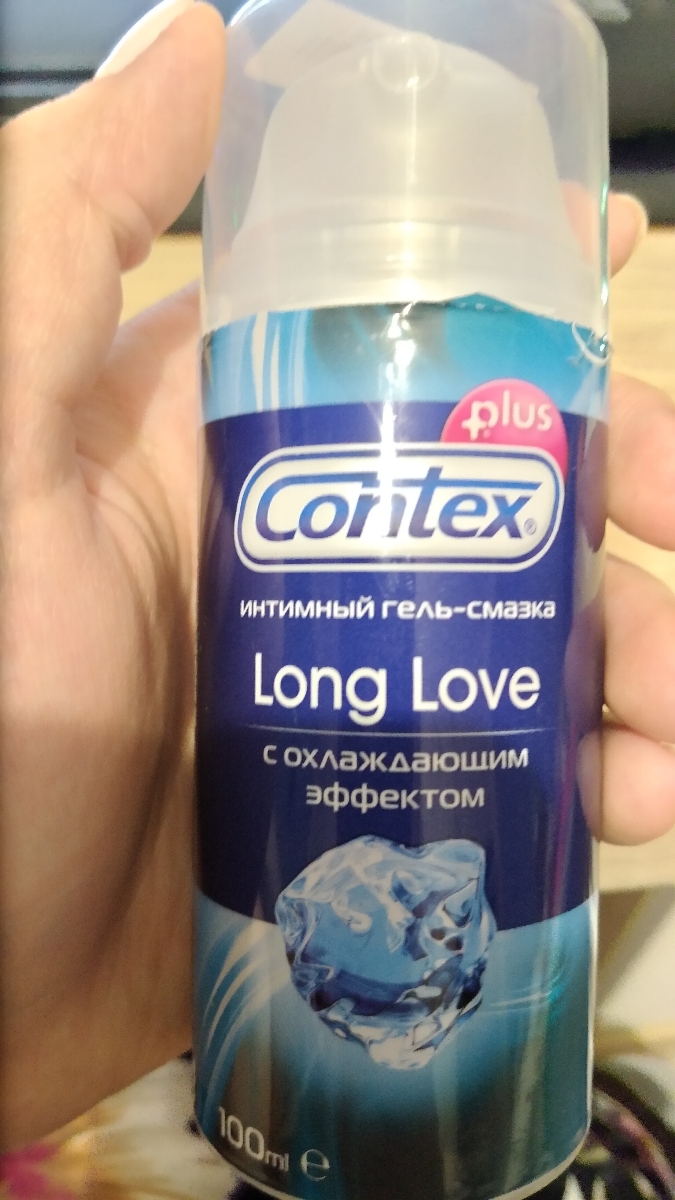 plus
Contex®
интимный гель-смазка
Long Love
с охлаждающим
эффектом
100ml ℮